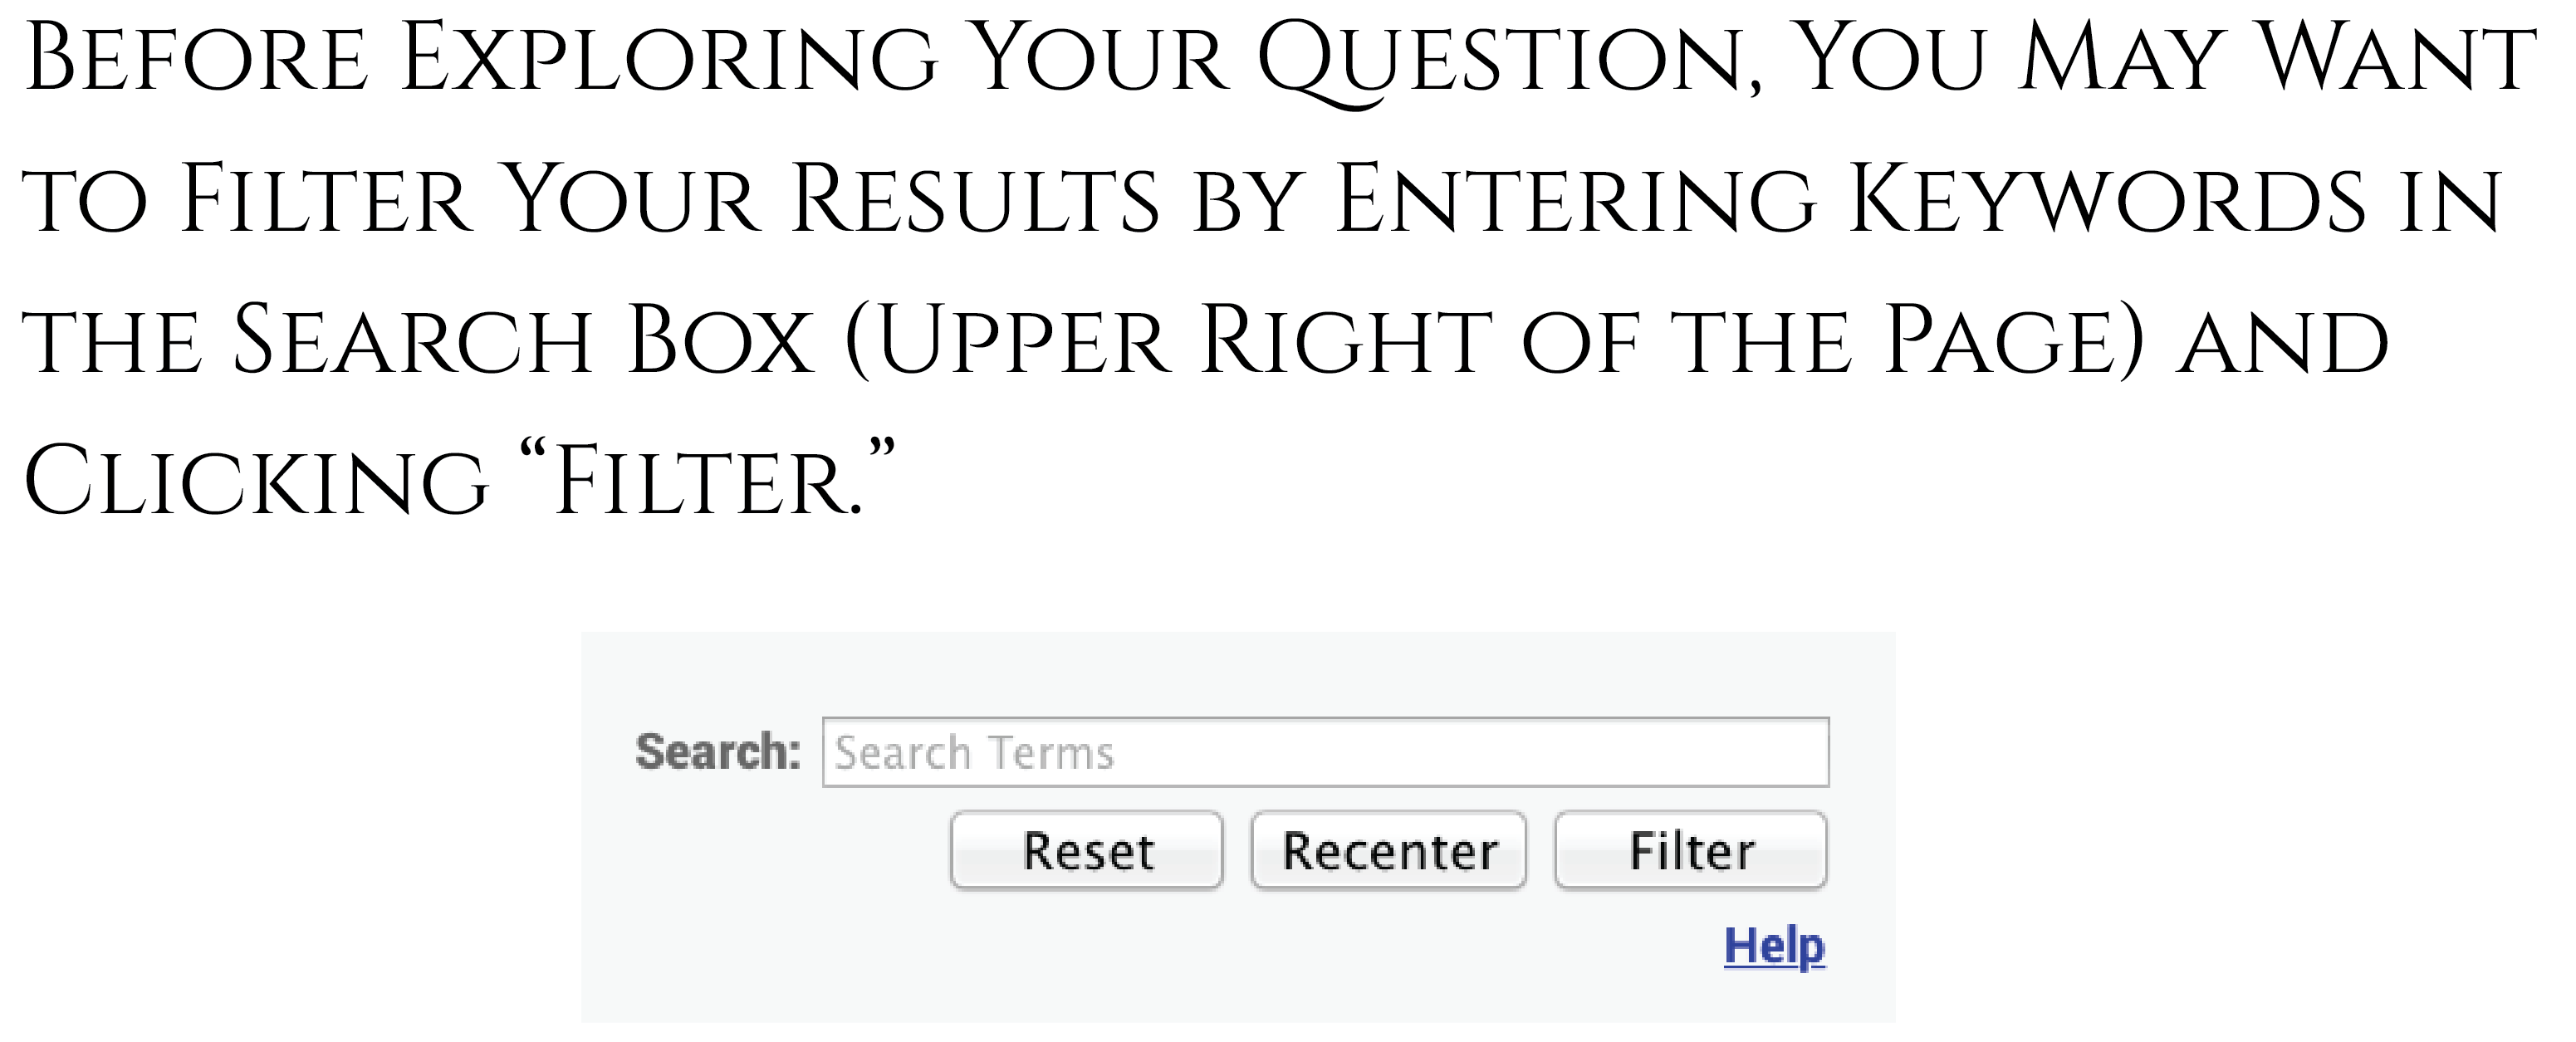 Before Exploring Your Question, You May Want
to Filter Your Results by Entering Keywords in
the Search Box (Upper Right of the Page) and
Clicking “Filter.”
Search: Search Terms
Reset Recenter Filter
Help